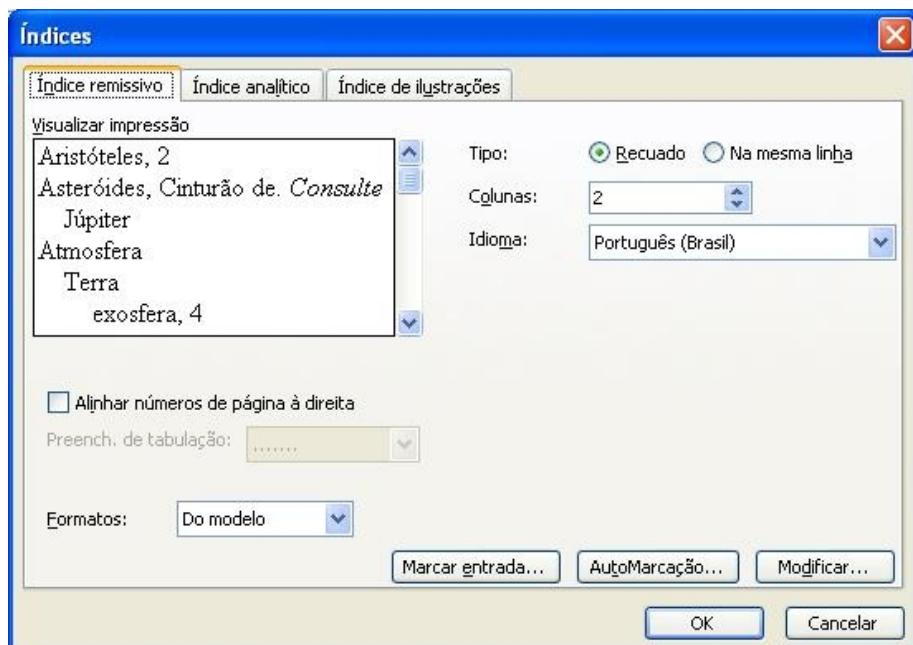 Índices
Índice remissivo
Índice analítico
Índice de ilustrações
Visualizar impressão
Aristóteles, 2
Asteróides, Cinturão de. Consulte
Júpiter
Atmosfera
Terra
exosfera, 4
Tipo:
Recuado
Na mesma linha
Colunas:
2
Idioma:
Português (Brasil)
Alinhar números de página à direita
Preench. de tabulação:
.......
Formatos:
Do modelo
Marcar entrada...
AutoMarcação...
Modificar...
OK
Cancelar